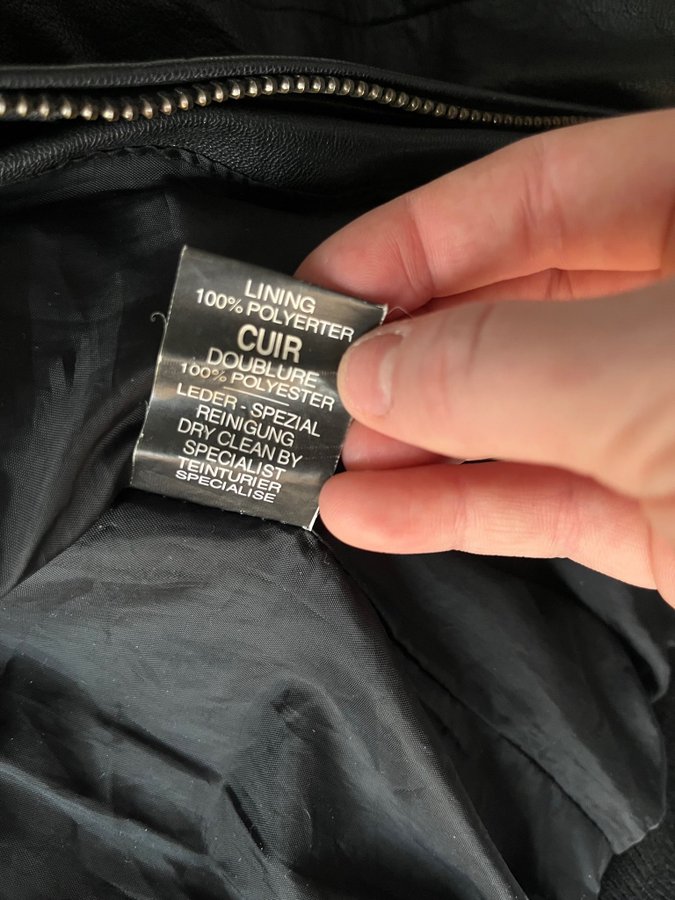 LINING
100% POLYERTER
CUIR
DOUBLURE
100% POLYESTER
LEDER - SPEZIAL
REINIGUNG
DRY CLEAN BY
SPECIALIST
TEINTURIER
SPECIALISE